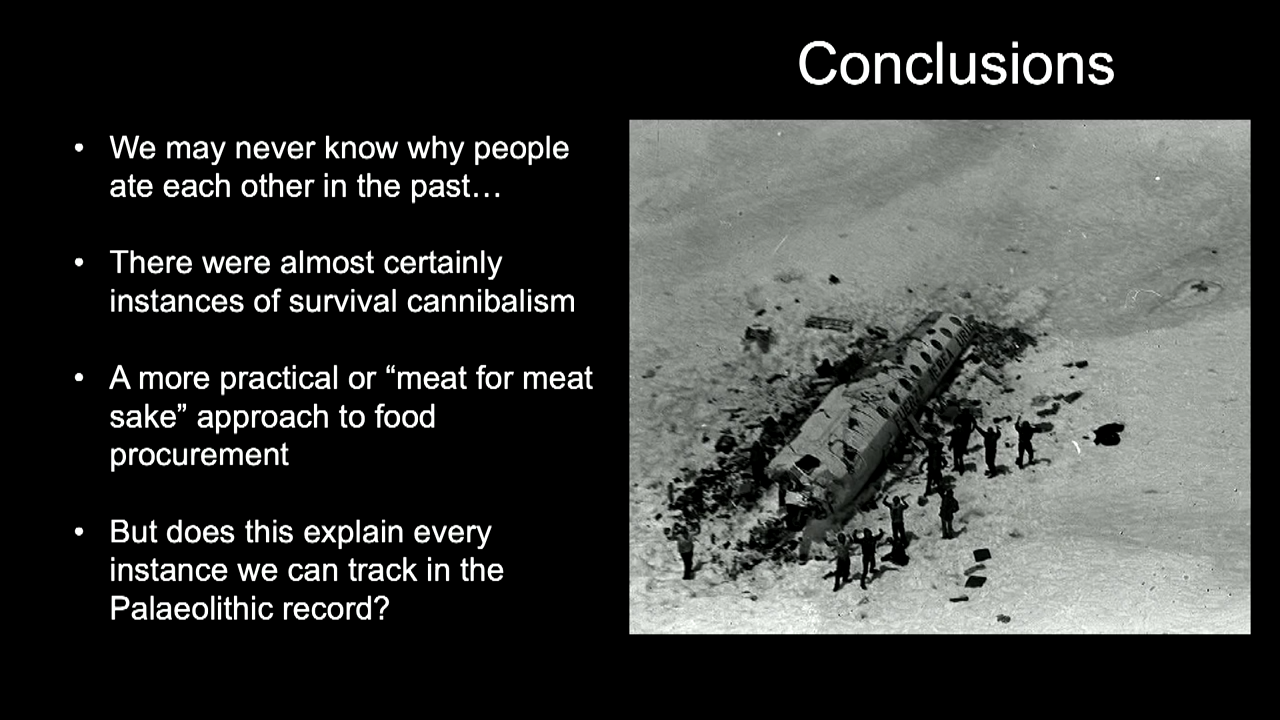 Conclusions
• We may never know why people
ate each other in the past…
• There were almost certainly
instances of survival cannibalism
• A more practical or “meat for meat
sake” approach to food
procurement
• But does this explain every
instance we can track in the
Palaeolithic record?